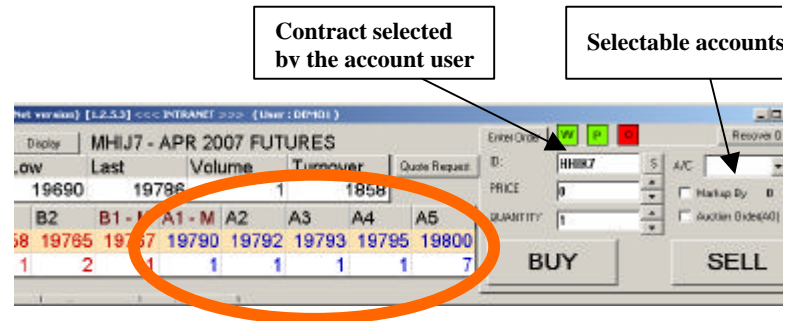 Contract selected
by the account user
Selectable accounts
Net version) [1.2.5.3] <<< INTRANET >>> (User : DEMO1)
Display MHIJ7 - APR 2007 FUTURES
Enter Order W P Recover
Low Last Volume Turnover Quote Request
ID: S A/C
19690 19786 1 1858
PRICE 0 Markup By 0
B2 B1 - M A1 - M A2 A3 A4 A5
QUANTITY 1 Auction Order(AO)
19765 19790 19792 19793 19795 19800
1 2 1 1 1 1 1 7
BUY SELL